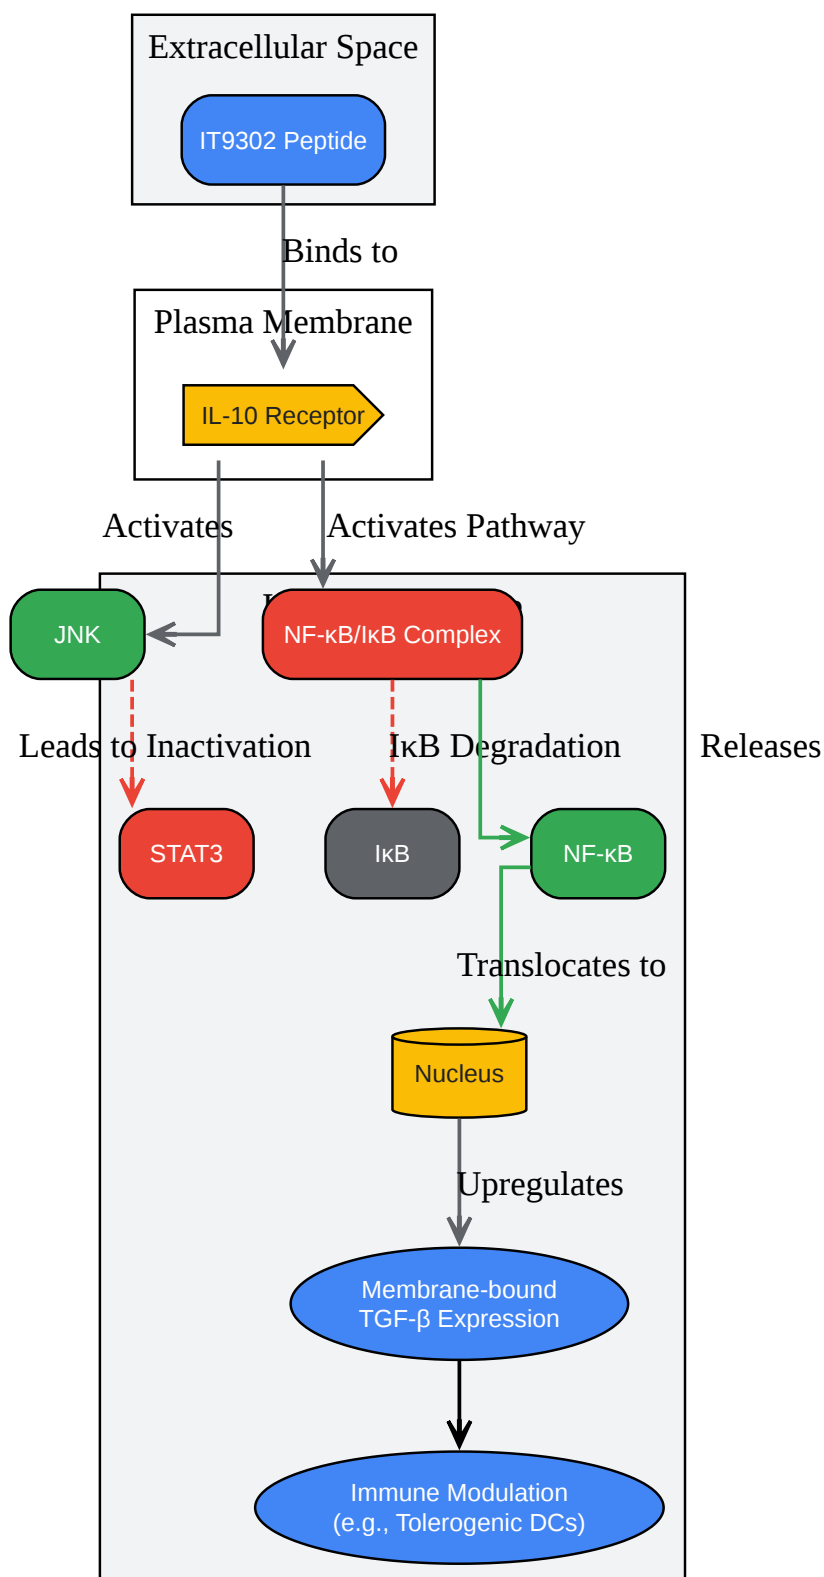 Extracellular Space
IT9302 Peptide
Binds to
Plasma Membrane
IL-10 Receptor
Activates
Activates Pathway
JNK
NF-κB/IκB Complex
Leads to Inactivation
IκB Degradation
Releases
STAT3
IκB
NF-κB
Translocates to
Nucleus
Upregulates
Membrane-bound
TGF-β Expression
Immune Modulation
(e.g., Tolerogenic DCs)